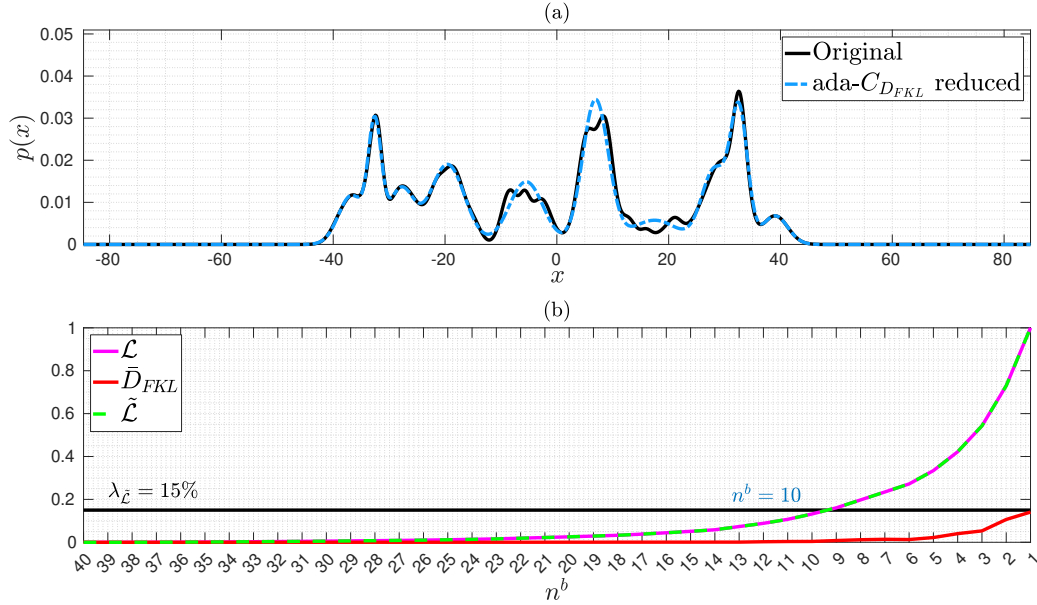 (a)
0.05
0.04
0.03
0.02
0.01
0
p(x)
Original
ada-C_{D_{FKL}} reduced
-80 -60 -40 -20 0 20 40 60 80
x
(b)
1
0.8
0.6
0.4
0.2
0
ℒ
D̄_{FKL}
ℒ̃
λ_{ℒ̃} = 15%
n^b = 10
40 39 38 37 36 35 34 33 32 31 30 29 28 27 26 25 24 23 22 21 20 19 18 17 16 15 14 13 12 11 10 9 8 7 6 5 4 3 2 1
n^b